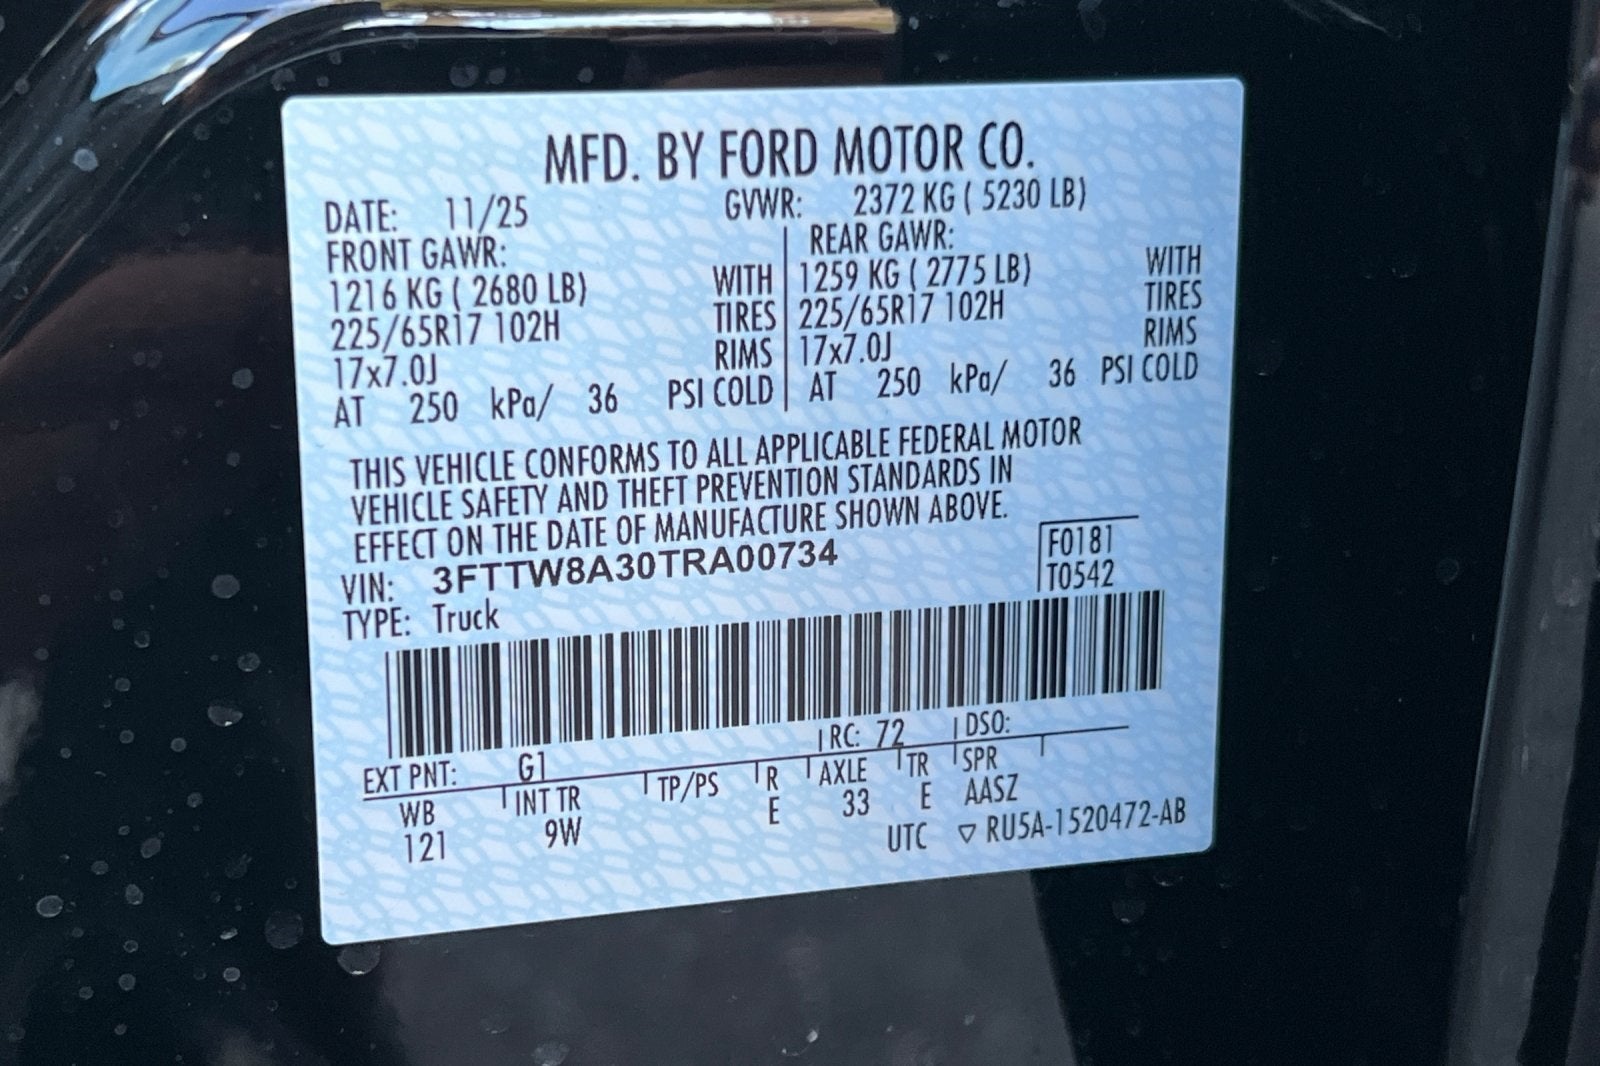 MFD. BY FORD MOTOR CO.
DATE: 11/25 GVWR: 2372 KG ( 5230 LB)
FRONT GAWR: REAR GAWR:
1216 KG ( 2680 LB) WITH 1259 KG ( 2775 LB) WITH
225/65R17 102H TIRES 225/65R17 102H TIRES
17x7.0J RIMS 17x7.0J RIMS
AT 250 kPa/ 36 PSI COLD AT 250 kPa/ 36 PSI COLD
THIS VEHICLE CONFORMS TO ALL APPLICABLE FEDERAL MOTOR
VEHICLE SAFETY AND THEFT PREVENTION STANDARDS IN
EFFECT ON THE DATE OF MANUFACTURE SHOWN ABOVE.
VIN: 3FTTW8A30TRA00734 F0181
TYPE: Truck T0542
EXT PNT: G1 RC: 72 DSO:
WB INT TR TP/PS R AXLE TR SPR
121 9W E 33 E AASZ
UTC ▽ RU5A-1520472-AB